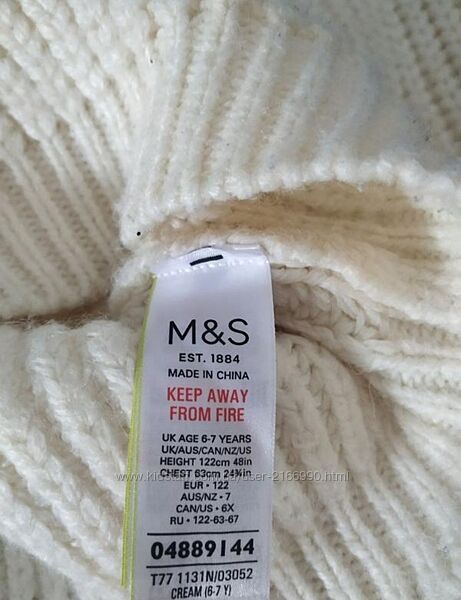 M&S
EST. 1884
MADE IN CHINA
KEEP AWAY
FROM FIRE
UK AGE 6-7 YEARS
UK/AUS/CAN/NZ/US
HEIGHT 122cm 48in
CHEST 63cm 24¾in
EUR • 122
AUS/NZ • 7
CAN/US • 6X
RU • 122-63-67
04889144
T77 1131N/03052
CREAM (6-7 Y)